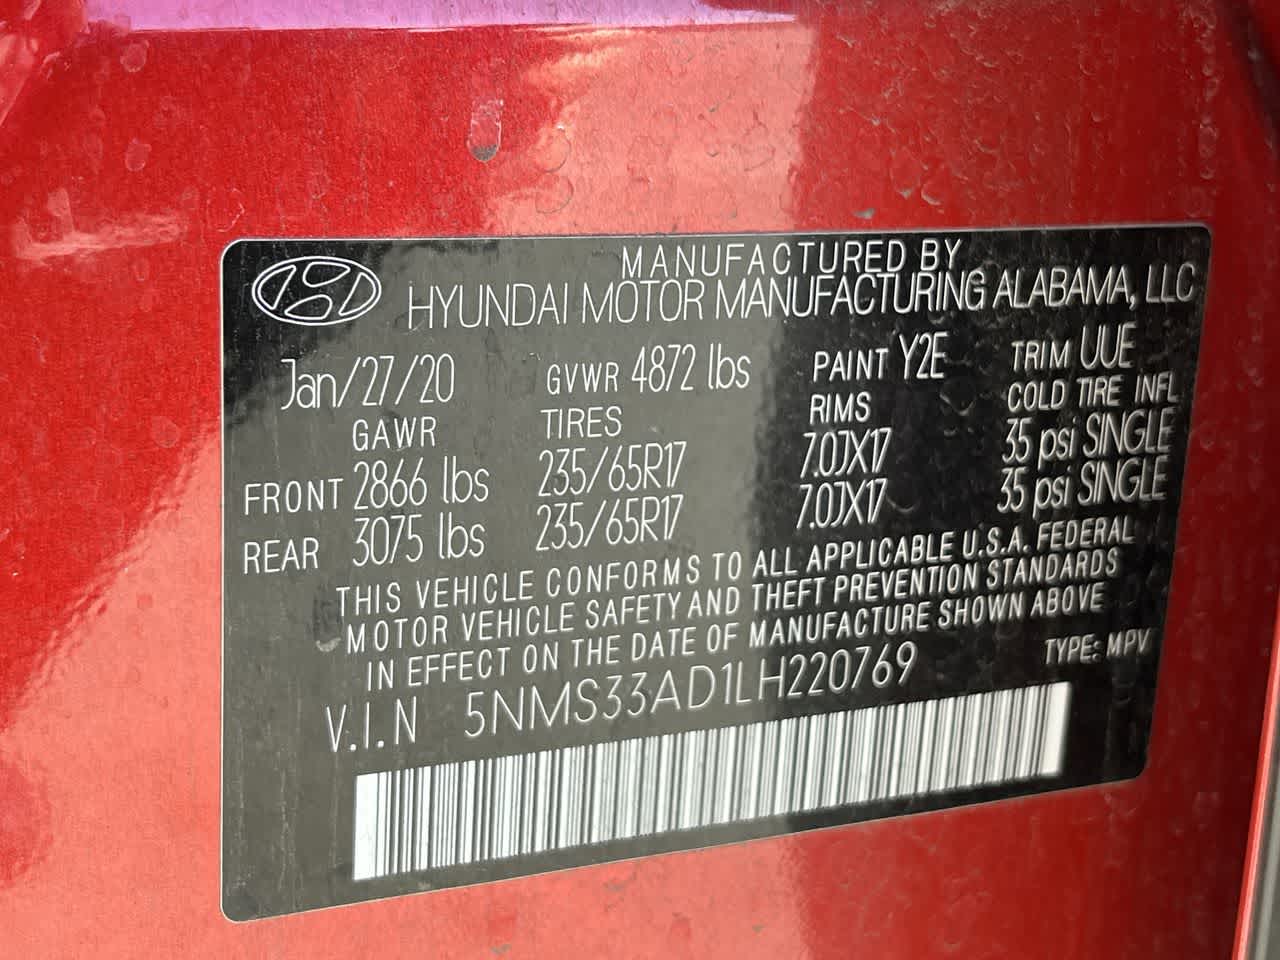 MANUFACTURED BY
HYUNDAI MOTOR MANUFACTURING ALABAMA, LLC
Jan/27/20 GVWR 4872 lbs PAINT Y2E TRIM UUE
GAWR TIRES RIMS COLD TIRE INFL
FRONT 2866 lbs 235/65R17 7.0JX17 35 psi SINGLE
REAR 3075 lbs 235/65R17 7.0JX17 35 psi SINGLE
THIS VEHICLE CONFORMS TO ALL APPLICABLE U.S.A. FEDERAL
MOTOR VEHICLE SAFETY AND THEFT PREVENTION STANDARDS
IN EFFECT ON THE DATE OF MANUFACTURE SHOWN ABOVE
V.I.N 5NMS33AD1LH220769 TYPE: MPV